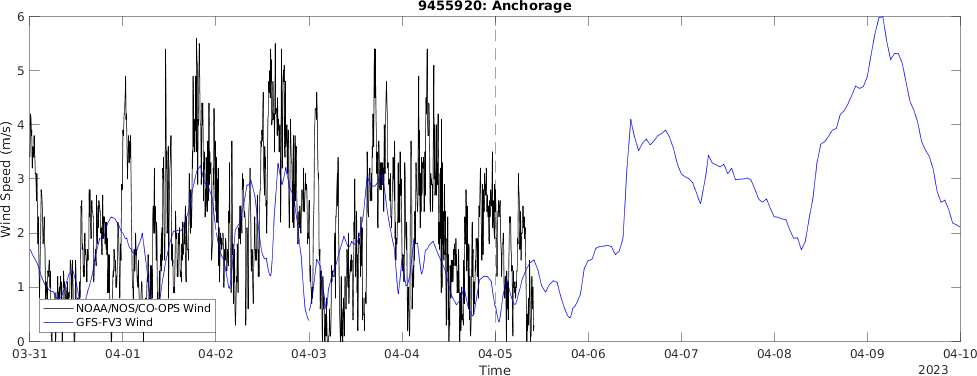 9455920: Anchorage
6
5
4
3
2
1
0
Wind Speed (m/s)
NOAA/NOS/CO-OPS Wind
GFS-FV3 Wind
03-31 04-01 04-02 04-03 04-04 04-05 04-06 04-07 04-08 04-09 04-10
Time
2023